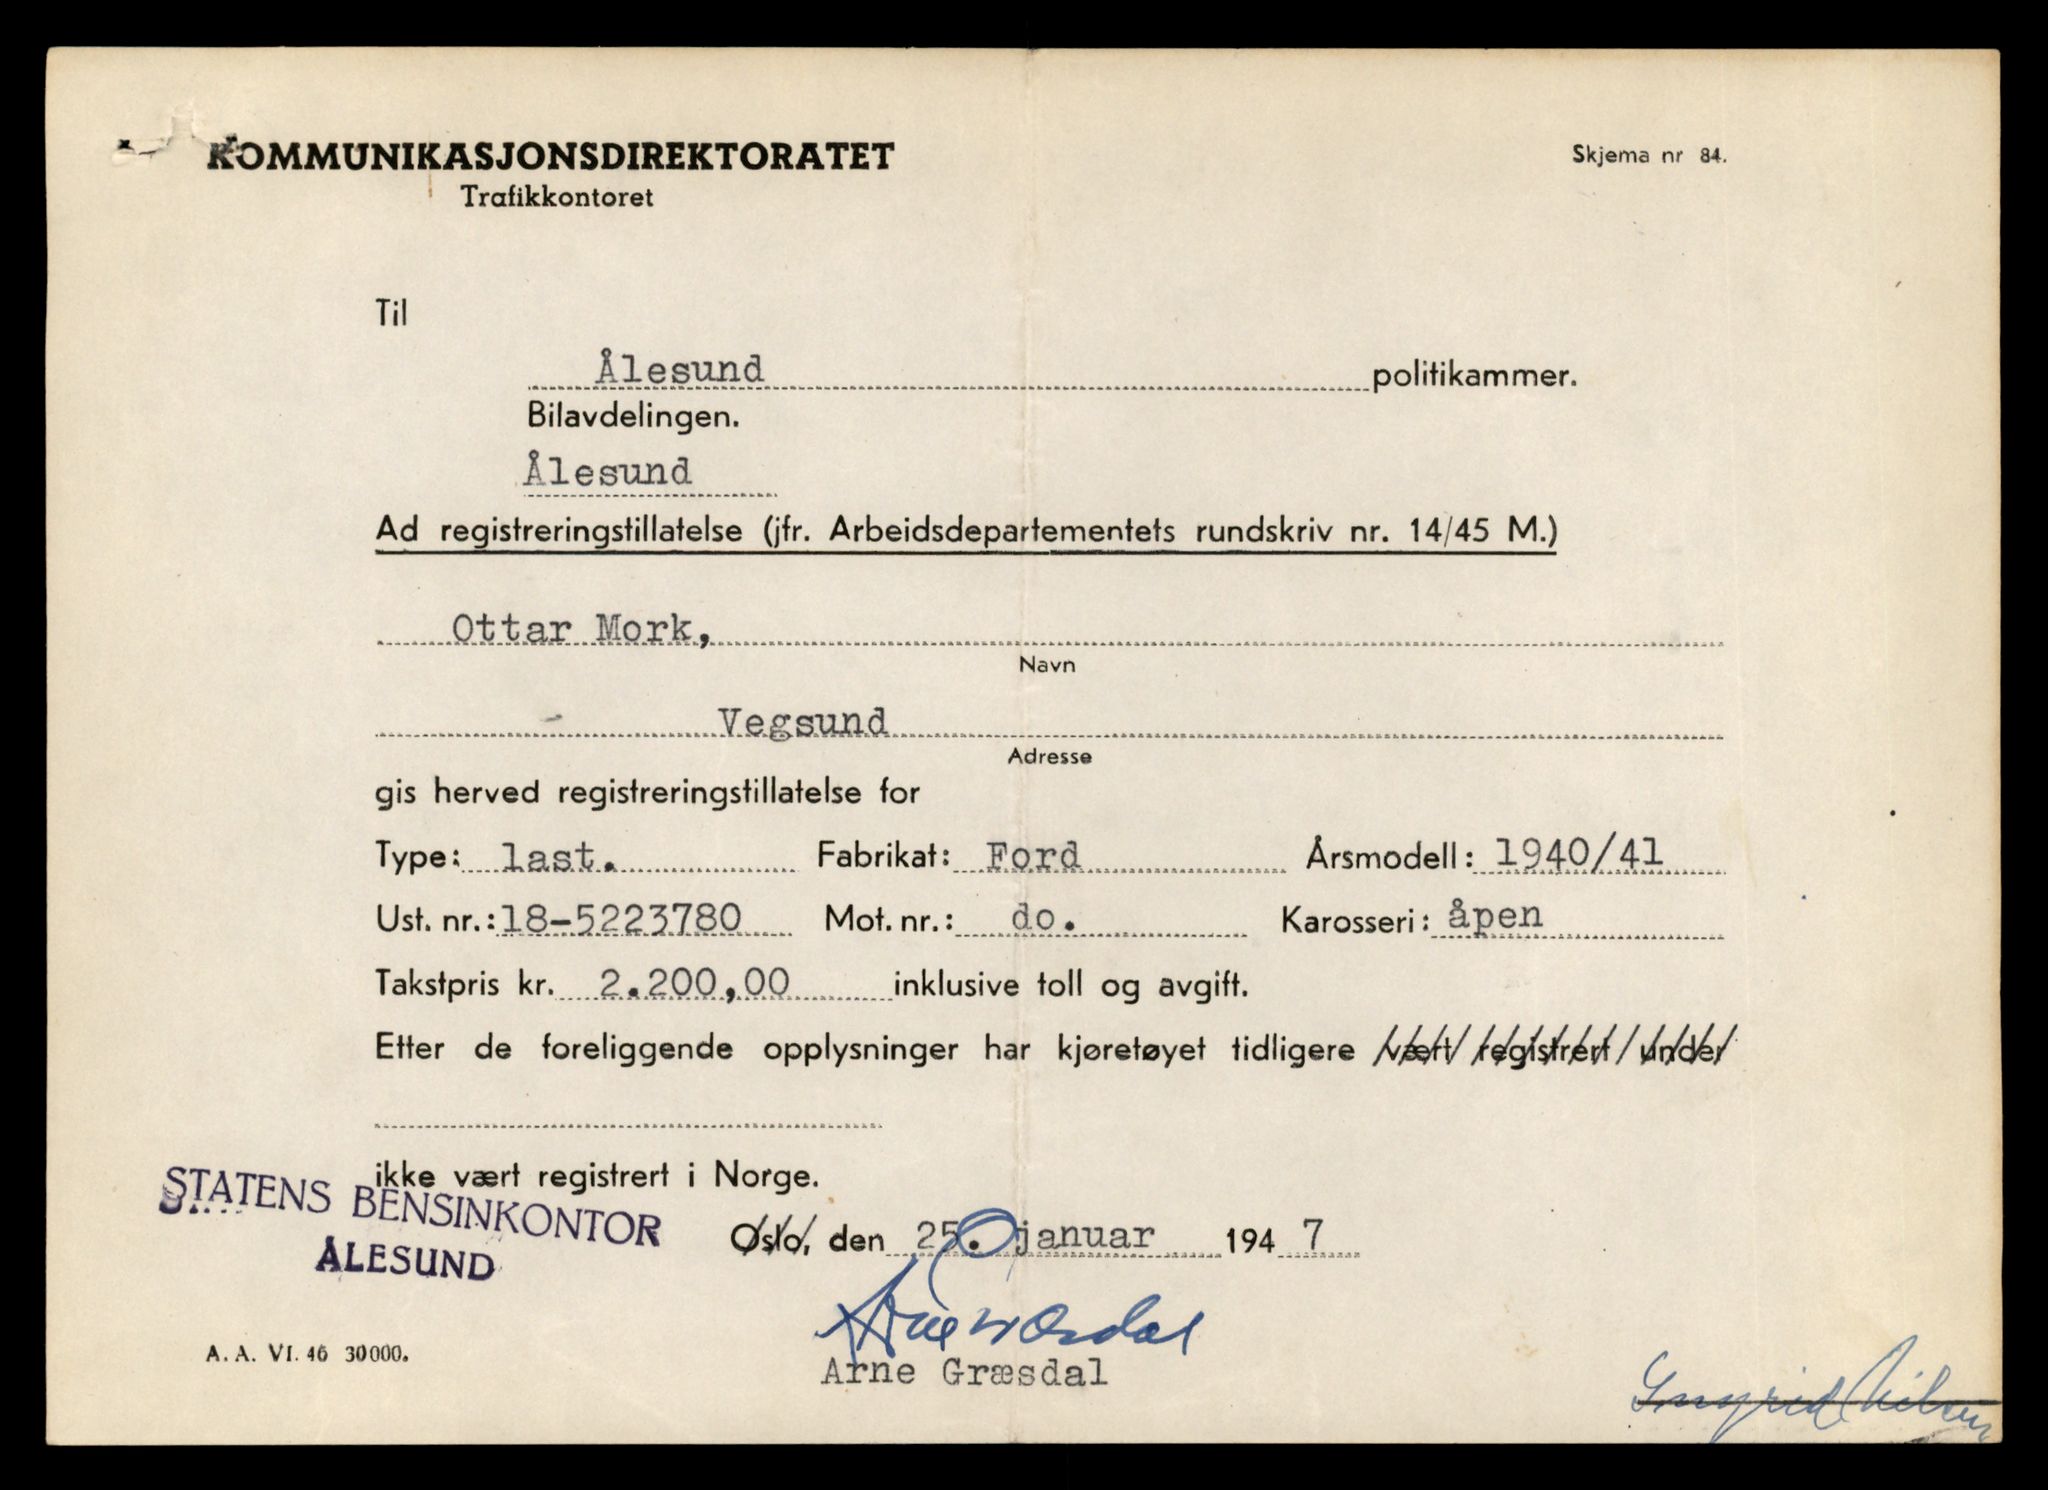 KOMMUNIKASJONSDIREKTORATET
Trafikkontoret
Skjema nr 84.
Til
Ålesund politikammer.
Bilavdelingen.
Ålesund
Ad registreringstillatelse (jfr. Arbeidsdepartementets rundskriv nr. 14/45 M.)
Ottar Mork,
Navn
Vegsund
Adresse
gis herved registreringstillatelse for
Type: last. Fabrikat: Ford Årsmodell: 1940/41
Ust. nr.: 18-5223780 Mot. nr.: do. Karosseri: åpen
Takstpris kr. 2.200,00 inklusive toll og avgift.
Etter de foreliggende opplysninger har kjøretøyet tidligere vært registrert under
ikke vært registrert i Norge.
STATENS BENSINKONTOR
ÅLESUND
Oslo, den 25. januar 1947
Arne Græsdal
Arne Græsdal
A. A. VI. 46 30000.
Ingrid Nilsen